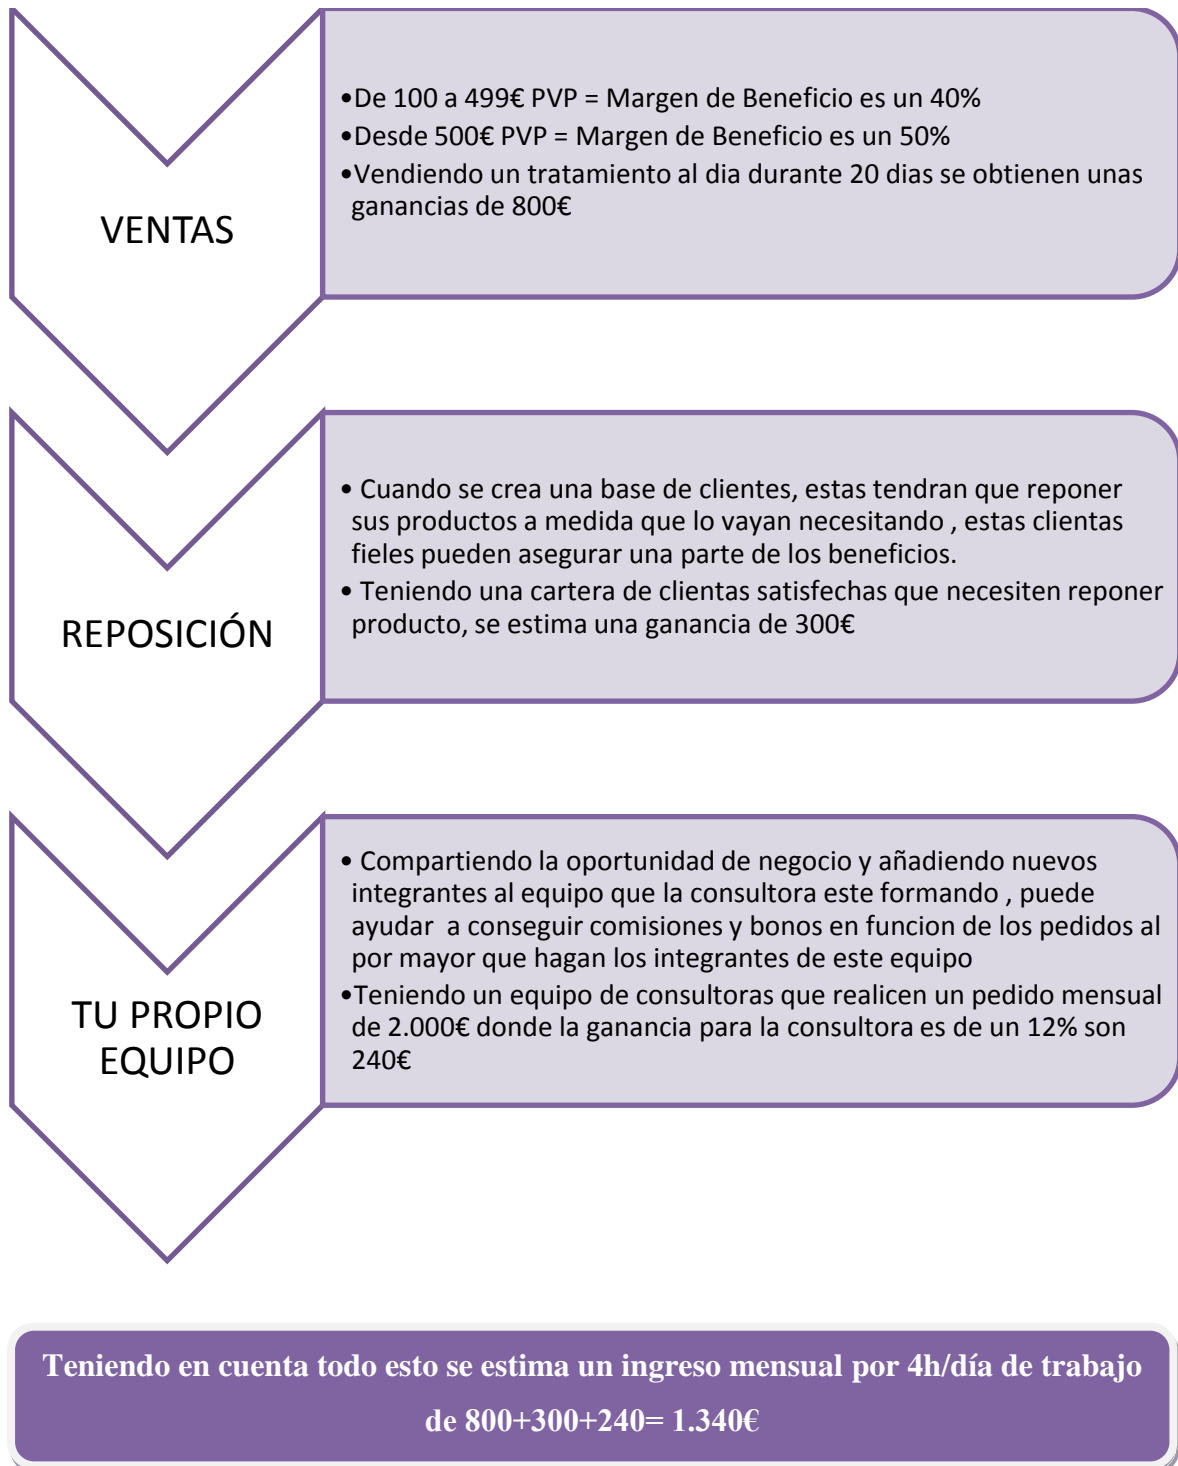 •De 100 a 499€ PVP = Margen de Beneficio es un 40%
•Desde 500€ PVP = Margen de Beneficio es un 50%
•Vendiendo un tratamiento al dia durante 20 dias se obtienen unas
ganancias de 800€
VENTAS
• Cuando se crea una base de clientes, estas tendran que reponer
sus productos a medida que lo vayan necesitando , estas clientas
fieles pueden asegurar una parte de los beneficios.
• Teniendo una cartera de clientas satisfechas que necesiten reponer
producto, se estima una ganancia de 300€
REPOSICIÓN
• Compartiendo la oportunidad de negocio y añadiendo nuevos
integrantes al equipo que la consultora este formando , puede
ayudar  a conseguir comisiones y bonos en funcion de los pedidos al
por mayor que hagan los integrantes de este equipo
•Teniendo un equipo de consultoras que realicen un pedido mensual
de 2.000€ donde la ganancia para la consultora es de un 12% son
240€
TU PROPIO
EQUIPO
Teniendo en cuenta todo esto se estima un ingreso mensual por 4h/día de trabajo
de 800+300+240= 1.340€